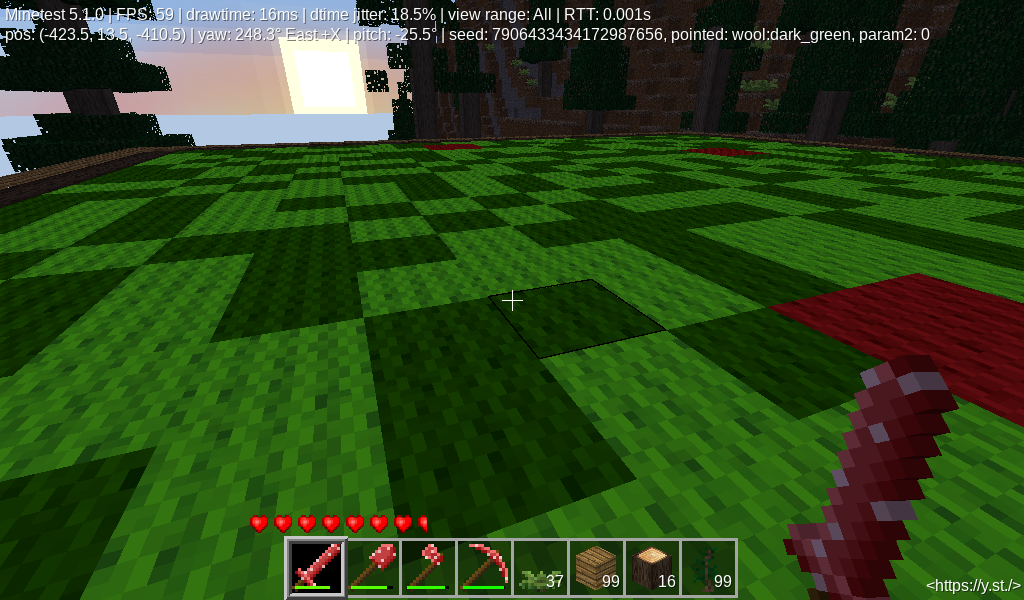 Minetest 5.1.0 | FPS: 59 | drawtime: 16ms | dtime jitter: 18.5% | view range: All | RTT: 0.001s
pos: (-423.5, 13.5, -410.5) | yaw: 248.3° East +X | pitch: -25.5° | seed: 7906433434172987656, pointed: wool:dark_green, param2: 0
37 99 16 99
<https://y.st./>